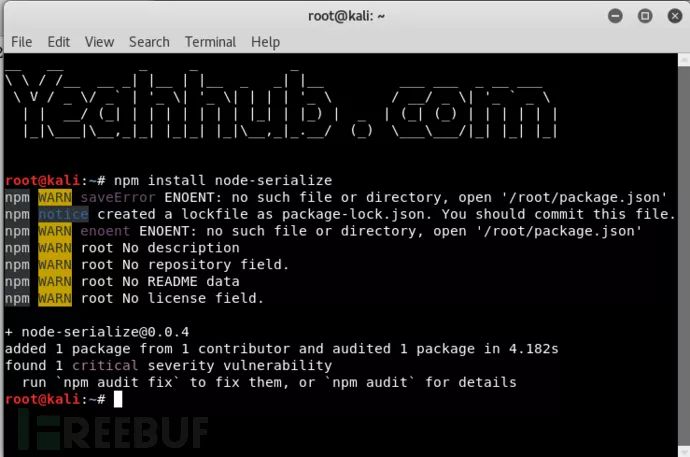 root@kali: ~
File Edit View Search Terminal Help
Yeahhub.com
root@kali:~# npm install node-serialize
npm WARN saveError ENOENT: no such file or directory, open '/root/package.json'
npm notice created a lockfile as package-lock.json. You should commit this file.
npm WARN enoent ENOENT: no such file or directory, open '/root/package.json'
npm WARN root No description
npm WARN root No repository field.
npm WARN root No README data
npm WARN root No license field.
+ node-serialize@0.0.4
added 1 package from 1 contributor and audited 1 package in 4.182s
found 1 critical severity vulnerability
run `npm audit fix` to fix them, or `npm audit` for details
root@kali:~#
FREEBUF